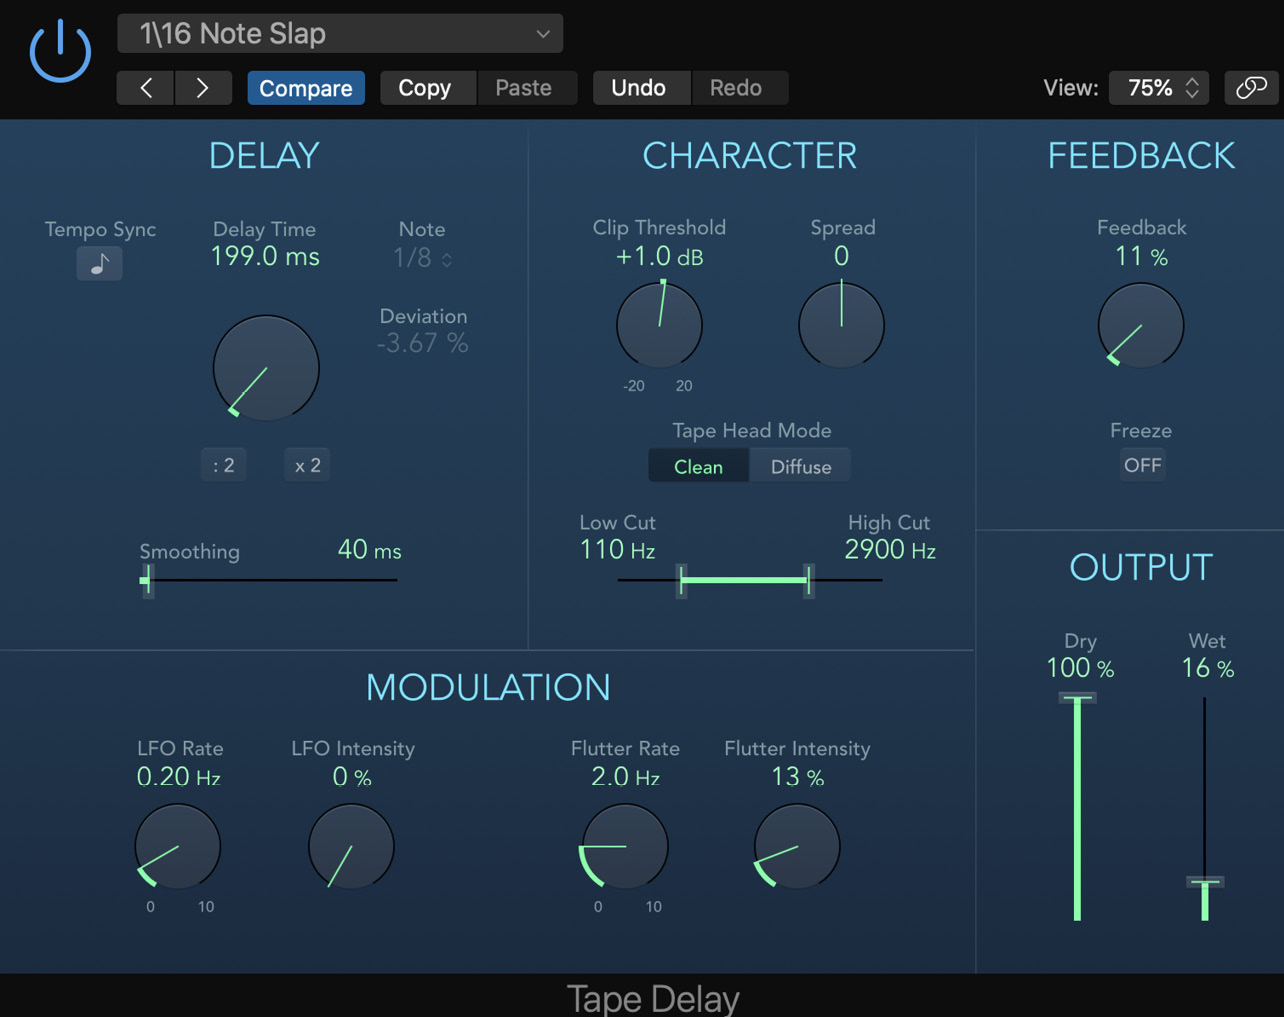 1\16 Note Slap
Compare Copy Paste Undo Redo View: 75%
DELAY
Tempo Sync
Delay Time
199.0 ms
Note
1/8
Deviation
-3.67 %
: 2
x 2
Smoothing 40 ms
CHARACTER
Clip Threshold
+1.0 dB
-20 20
Spread
0
Tape Head Mode
Clean Diffuse
Low Cut
110 Hz
High Cut
2900 Hz
FEEDBACK
Feedback
11 %
Freeze
OFF
OUTPUT
Dry
100 %
Wet
16 %
MODULATION
LFO Rate
0.20 Hz
0 10
LFO Intensity
0 %
Flutter Rate
2.0 Hz
0 10
Flutter Intensity
13 %
Tape Delay